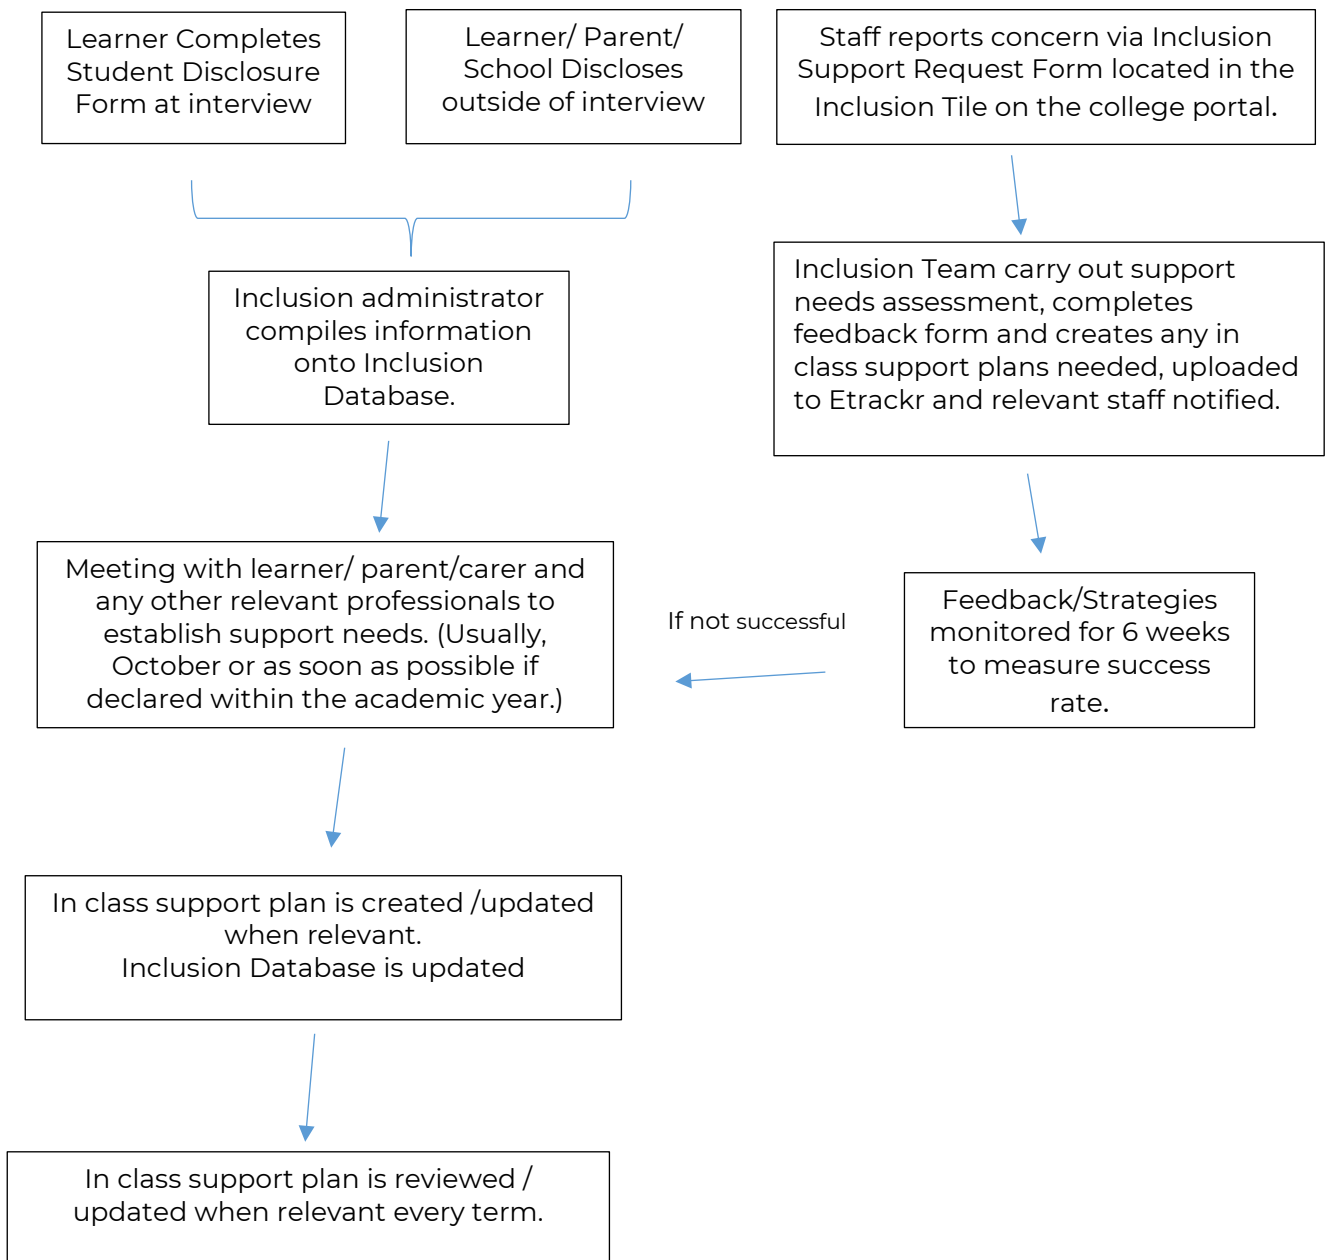 Learner Completes
Student Disclosure
Form at interview
Learner/ Parent/
School Discloses
outside of interview
Staff reports concern via Inclusion
Support Request Form located in the
Inclusion Tile on the college portal.
Inclusion administrator
compiles information
onto Inclusion
Database.
Inclusion Team carry out support
needs assessment, completes
feedback form and creates any in
class support plans needed, uploaded
to Etrackr and relevant staff notified.
Meeting with learner/ parent/carer and
any other relevant professionals to
establish support needs. (Usually,
October or as soon as possible if
declared within the academic year.)
If not successful
Feedback/Strategies
monitored for 6 weeks
to measure success
rate.
In class support plan is created /updated
when relevant.
Inclusion Database is updated
In class support plan is reviewed /
updated when relevant every term.